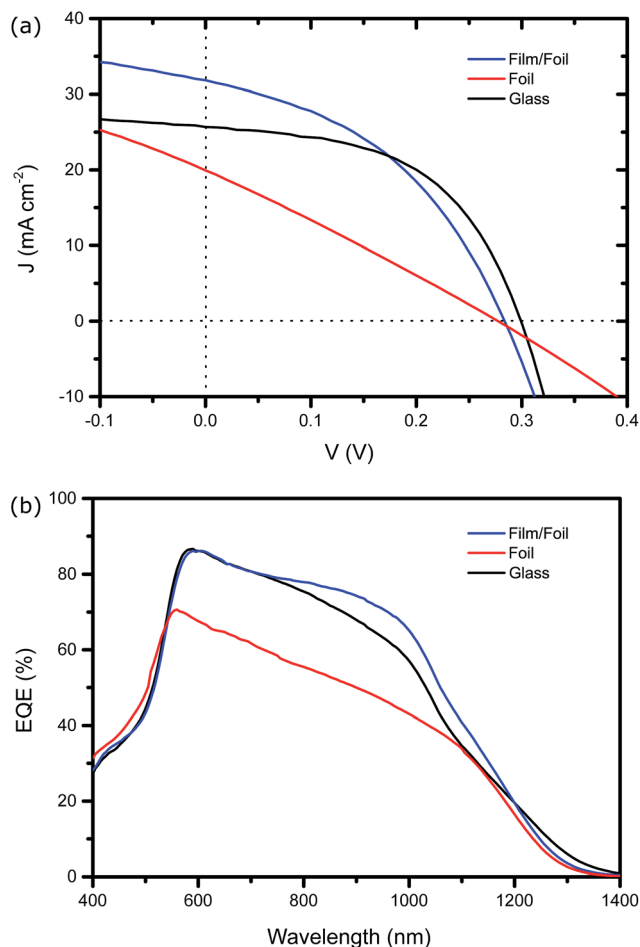 (a)
40
30
20
10
0
-10
J (mA cm⁻²)
Film/Foil
Foil
Glass
-0.1 0.0 0.1 0.2 0.3 0.4
V (V)
(b)
100
80
60
40
20
0
EQE (%)
Film/Foil
Foil
Glass
400 600 800 1000 1200 1400
Wavelength (nm)